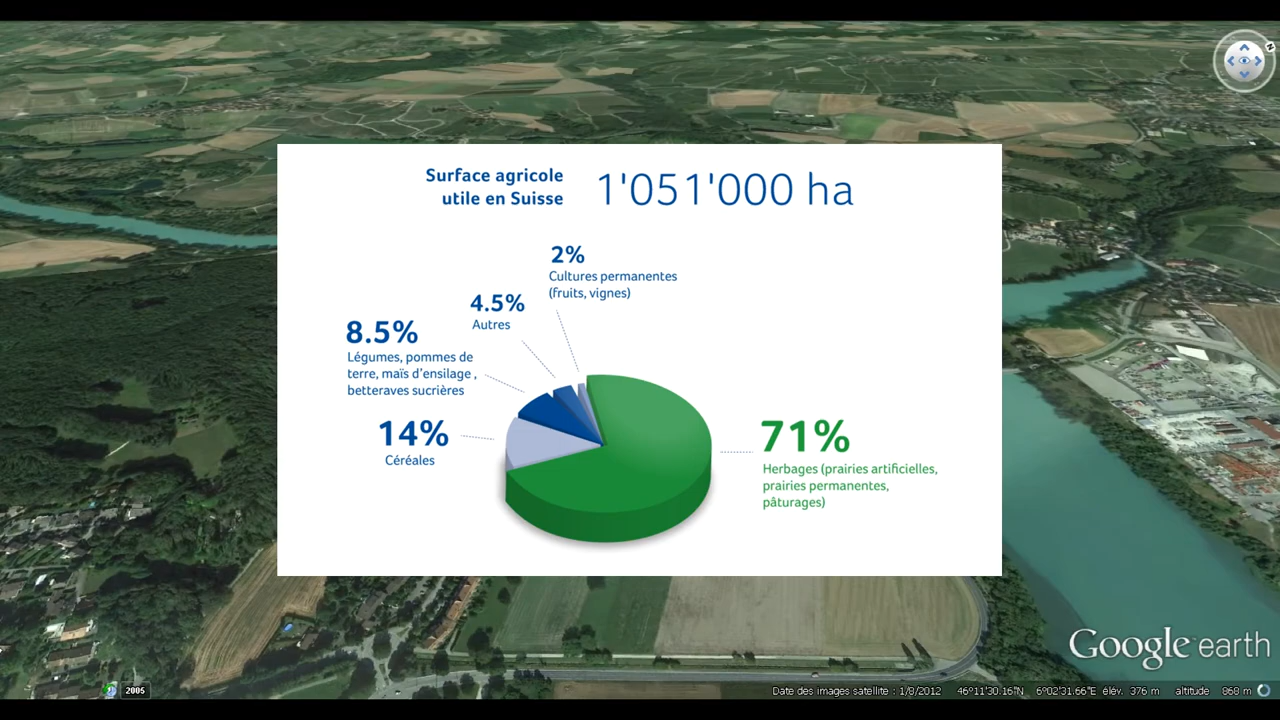 Surface agricole
utile en Suisse
1'051'000 ha
2%
Cultures permanentes
(fruits, vignes)
4.5%
Autres
8.5%
Légumes, pommes de
terre, maïs d'ensilage ,
betteraves sucrières
14%
Céréales
71%
Herbages (prairies artificielles,
prairies permanentes,
pâturages)
Google earth
2005
Date des images satellite : 1/8/2012 46°11'30.16"N 6°02'31.66"E élév. 376 m altitude 868 m